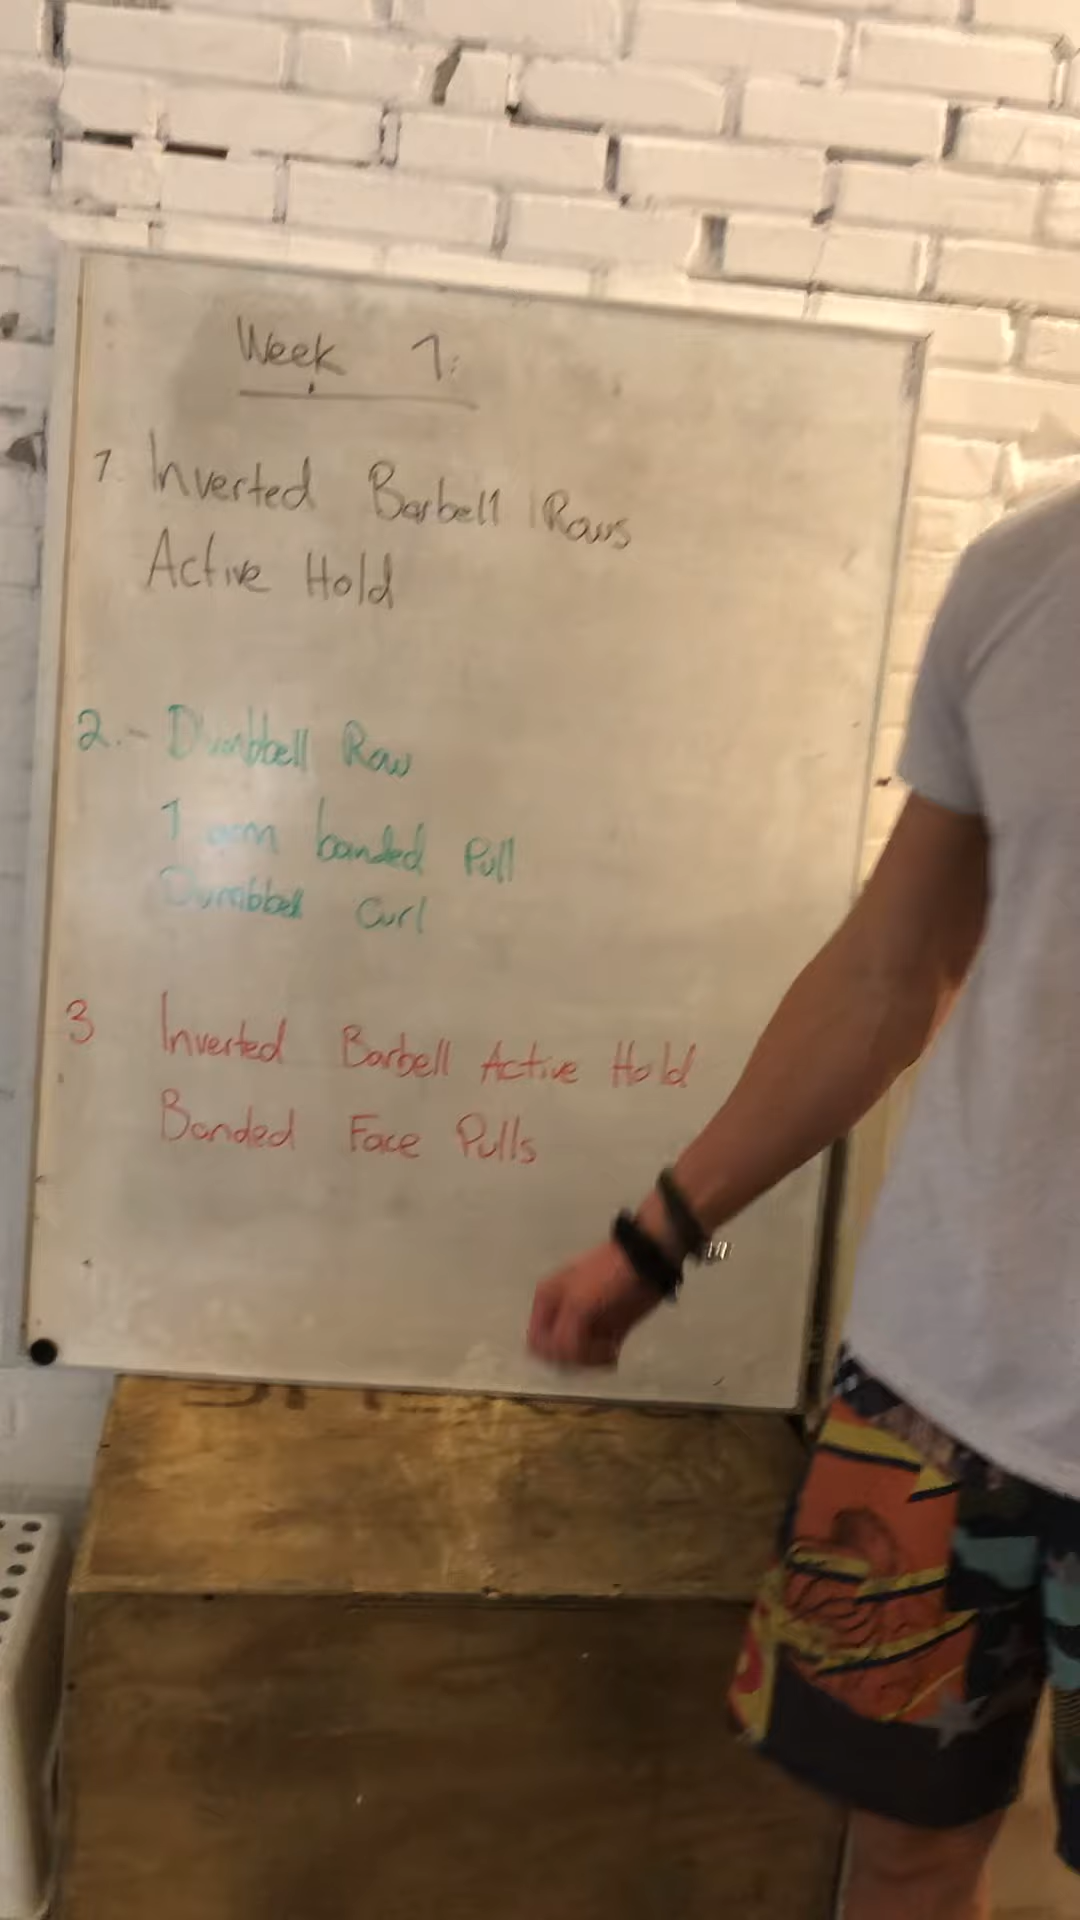 Week 1:
1. Inverted Barbell Rows
Active Hold
2.- Dumbbell Row
1 arm banded Pull
Dumbbell Curl
3 Inverted Barbell Active Hold
Banded Face Pulls